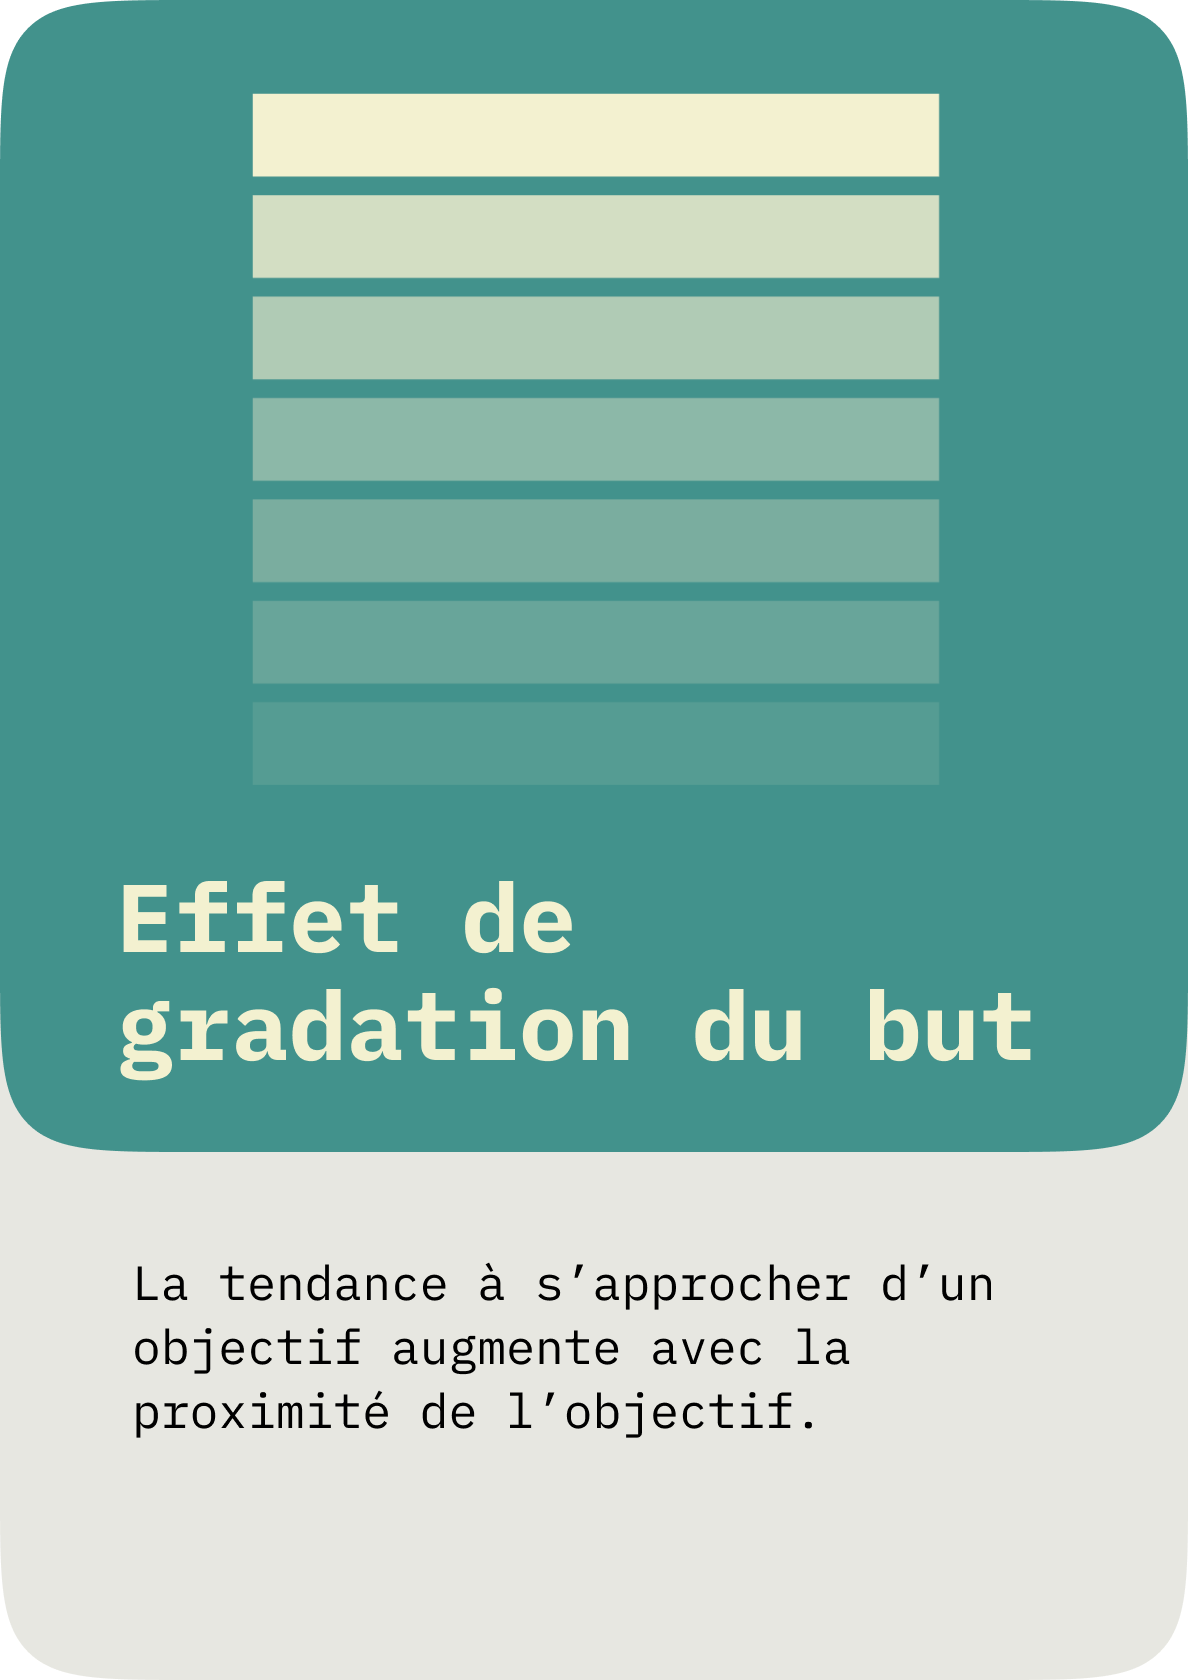 Effet de
gradation du but
La tendance à s’approcher d’un
objectif augmente avec la
proximité de l’objectif.